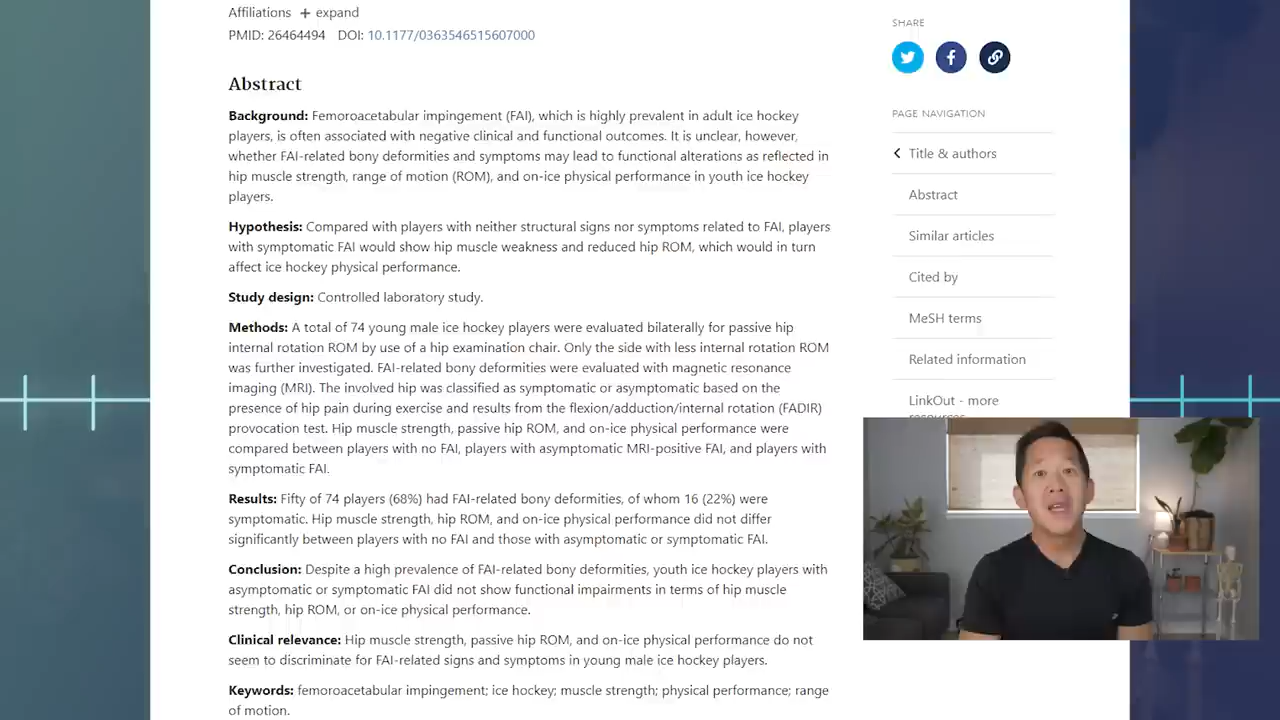 Affiliations + expand
PMID: 26464494 DOI: 10.1177/0363546515607000
Abstract
Background: Femoroacetabular impingement (FAI), which is highly prevalent in adult ice hockey
players, is often associated with negative clinical and functional outcomes. It is unclear, however,
whether FAI-related bony deformities and symptoms may lead to functional alterations as reflected in
hip muscle strength, range of motion (ROM), and on-ice physical performance in youth ice hockey
players.
Hypothesis: Compared with players with neither structural signs nor symptoms related to FAI, players
with symptomatic FAI would show hip muscle weakness and reduced hip ROM, which would in turn
affect ice hockey physical performance.
Study design: Controlled laboratory study.
Methods: A total of 74 young male ice hockey players were evaluated bilaterally for passive hip
internal rotation ROM by use of a hip examination chair. Only the side with less internal rotation ROM
was further investigated. FAI-related bony deformities were evaluated with magnetic resonance
imaging (MRI). The involved hip was classified as symptomatic or asymptomatic based on the
presence of hip pain during exercise and results from the flexion/adduction/internal rotation (FADIR)
provocation test. Hip muscle strength, passive hip ROM, and on-ice physical performance were
compared between players with no FAI, players with asymptomatic MRI-positive FAI, and players with
symptomatic FAI.
Results: Fifty of 74 players (68%) had FAI-related bony deformities, of whom 16 (22%) were
symptomatic. Hip muscle strength, hip ROM, and on-ice physical performance did not differ
significantly between players with no FAI and those with asymptomatic or symptomatic FAI.
Conclusion: Despite a high prevalence of FAI-related bony deformities, youth ice hockey players with
asymptomatic or symptomatic FAI did not show functional impairments in terms of hip muscle
strength, hip ROM, or on-ice physical performance.
Clinical relevance: Hip muscle strength, passive hip ROM, and on-ice physical performance do not
seem to discriminate for FAI-related signs and symptoms in young male ice hockey players.
Keywords: femoroacetabular impingement; ice hockey; muscle strength; physical performance; range
of motion.
SHARE
PAGE NAVIGATION
Title & authors
Abstract
Similar articles
Cited by
MeSH terms
Related information
LinkOut - more
resources